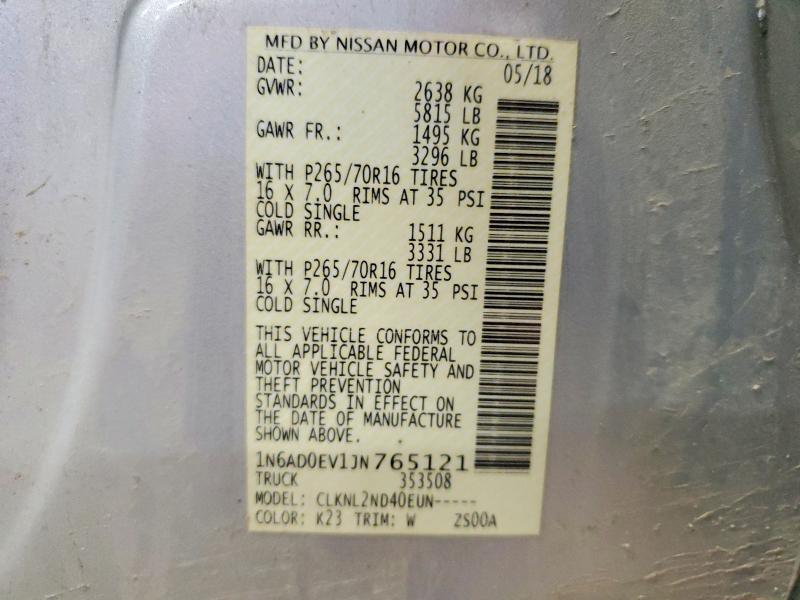 MFD BY NISSAN MOTOR CO., LTD.
DATE: 05/18
GVWR: 2638 KG
5815 LB
GAWR FR.: 1495 KG
3296 LB
WITH P265/70R16 TIRES
16 X 7.0 RIMS AT 35 PSI
COLD SINGLE
GAWR RR.: 1511 KG
3331 LB
WITH P265/70R16 TIRES
16 X 7.0 RIMS AT 35 PSI
COLD SINGLE
THIS VEHICLE CONFORMS TO
ALL APPLICABLE FEDERAL
MOTOR VEHICLE SAFETY AND
THEFT PREVENTION
STANDARDS IN EFFECT ON
THE DATE OF MANUFACTURE
SHOWN ABOVE.
1N6AD0EV1JN765121
TRUCK 353508
MODEL: CLKNL2ND40EUN-----
COLOR: K23 TRIM: W ZS00A